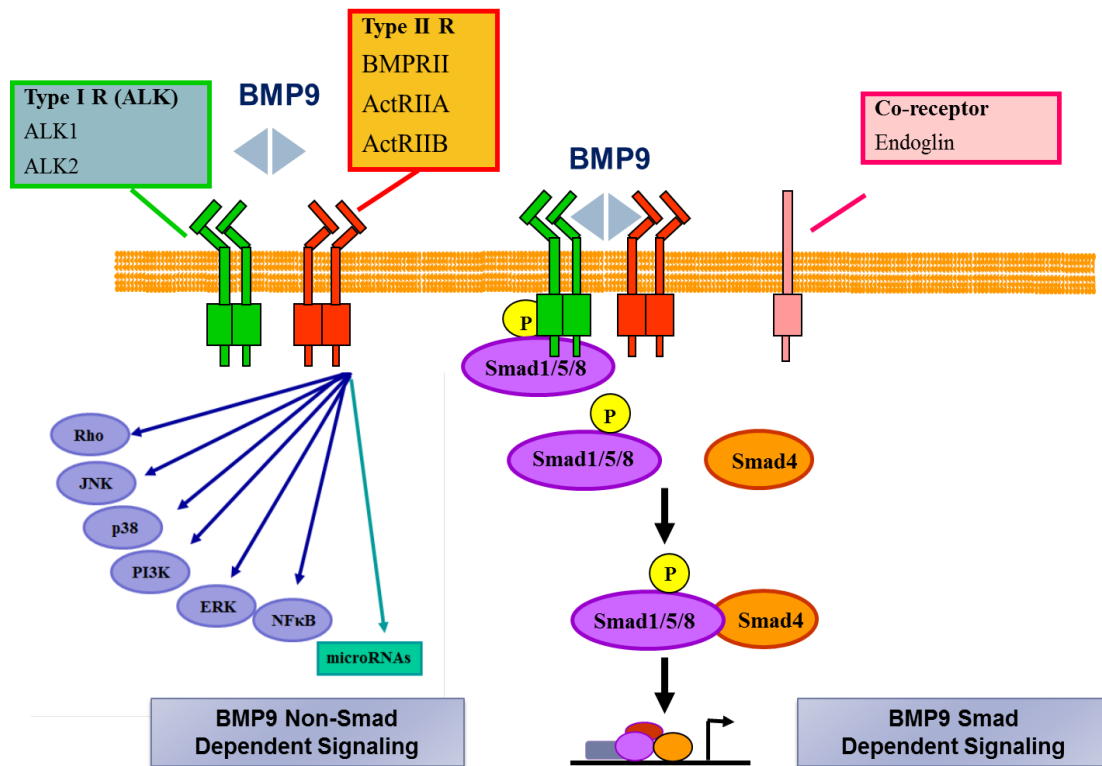 Type I R (ALK)
ALK1
ALK2
BMP9
Type II R
BMPRII
ActRIIA
ActRIIB
BMP9
Co-receptor
Endoglin
P
Smad1/5/8
P
Smad1/5/8
Smad4
P
Smad1/5/8
Smad4
Rho
JNK
p38
PI3K
ERK
NFκB
microRNAs
BMP9 Non-Smad
Dependent Signaling
BMP9 Smad
Dependent Signaling